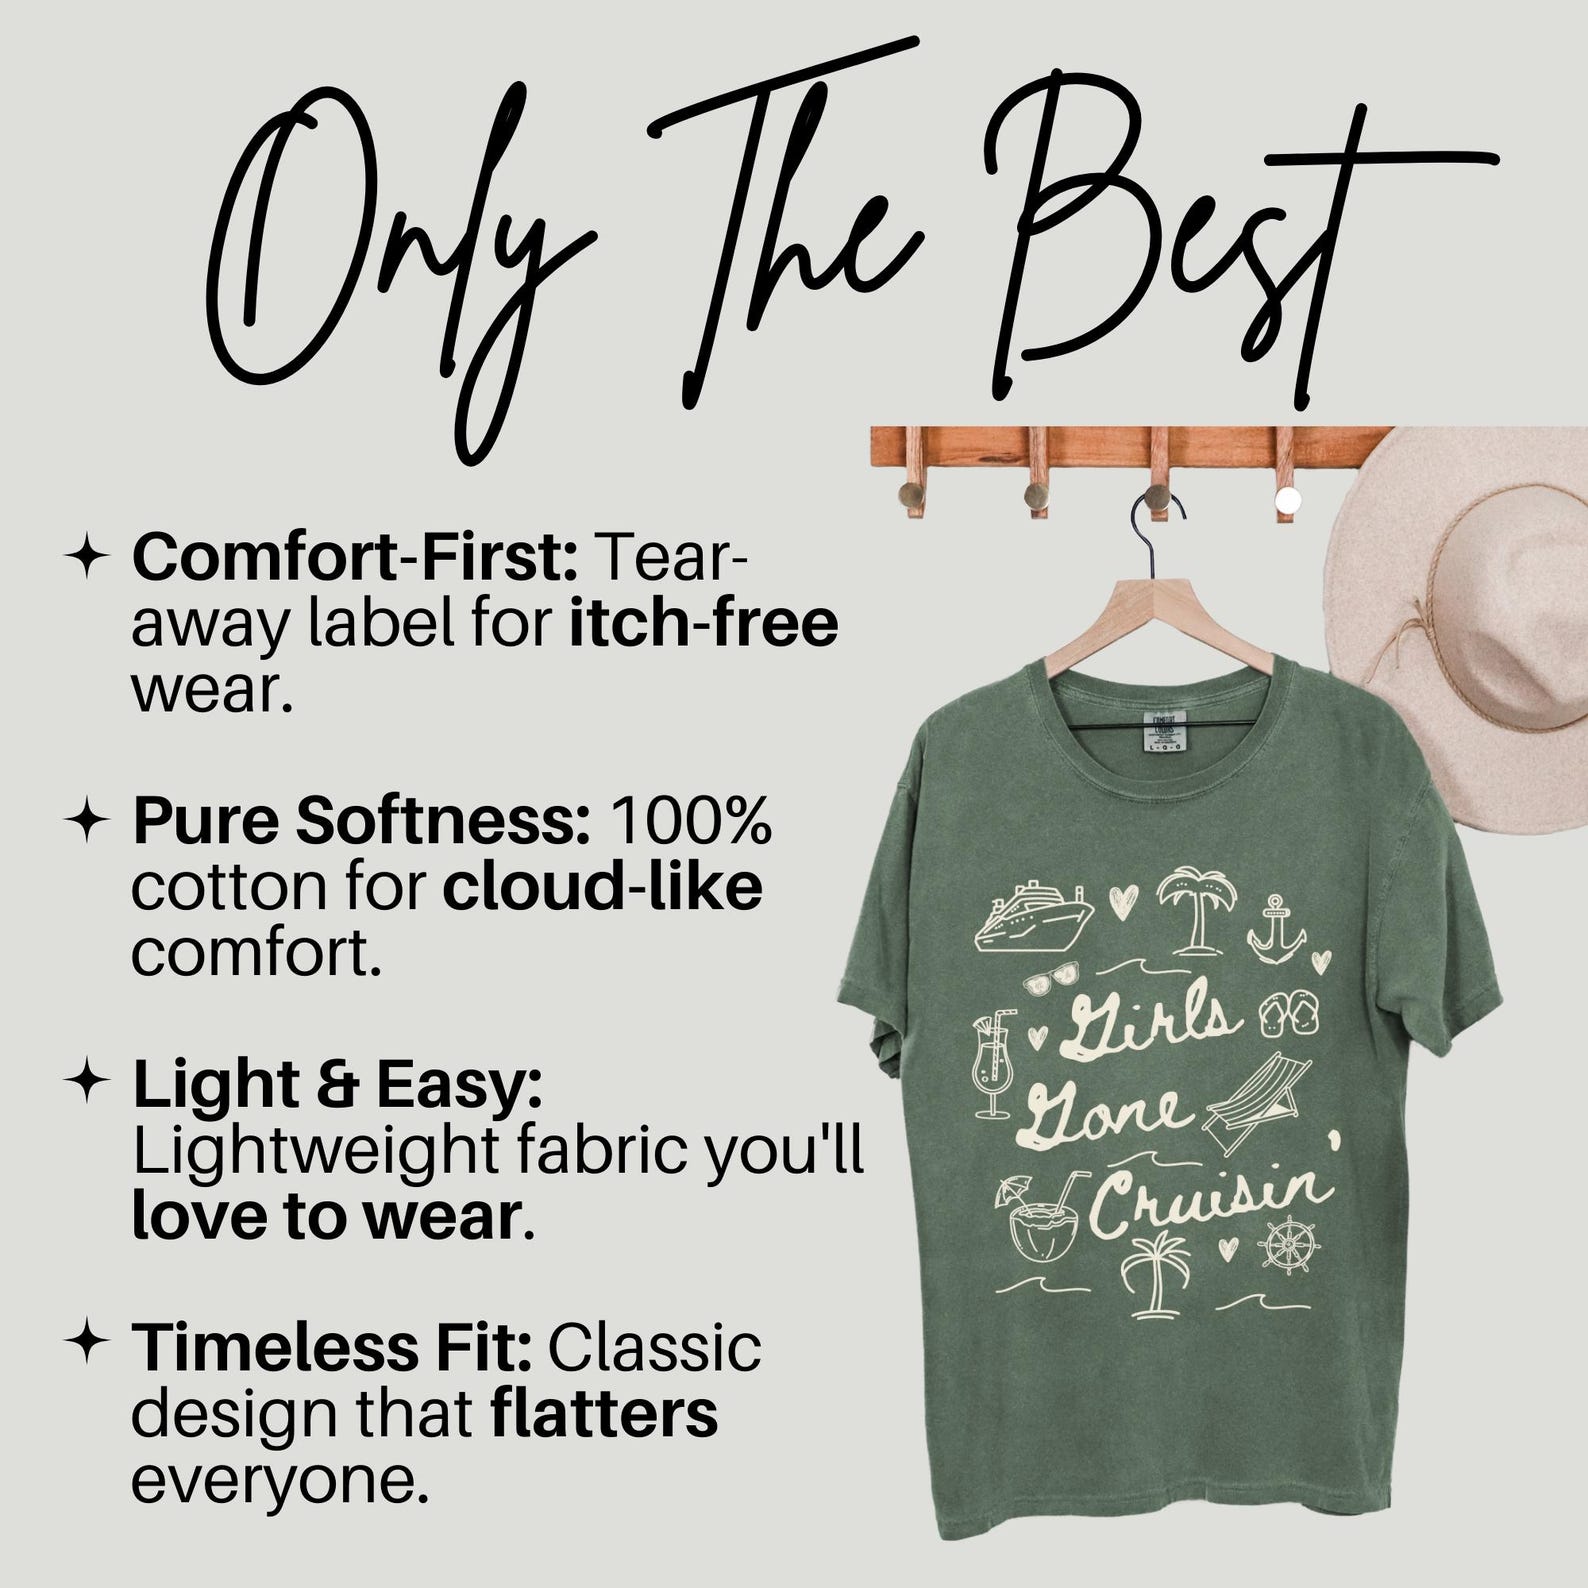 Only The Best
Comfort-First: Tear-
away label for itch-free
wear.
Pure Softness: 100%
cotton for cloud-like
comfort.
Light & Easy:
Lightweight fabric you'll
love to wear.
Timeless Fit: Classic
design that flatters
everyone.
COMFORT
COLORS
Girls
Gone
Cruisin'